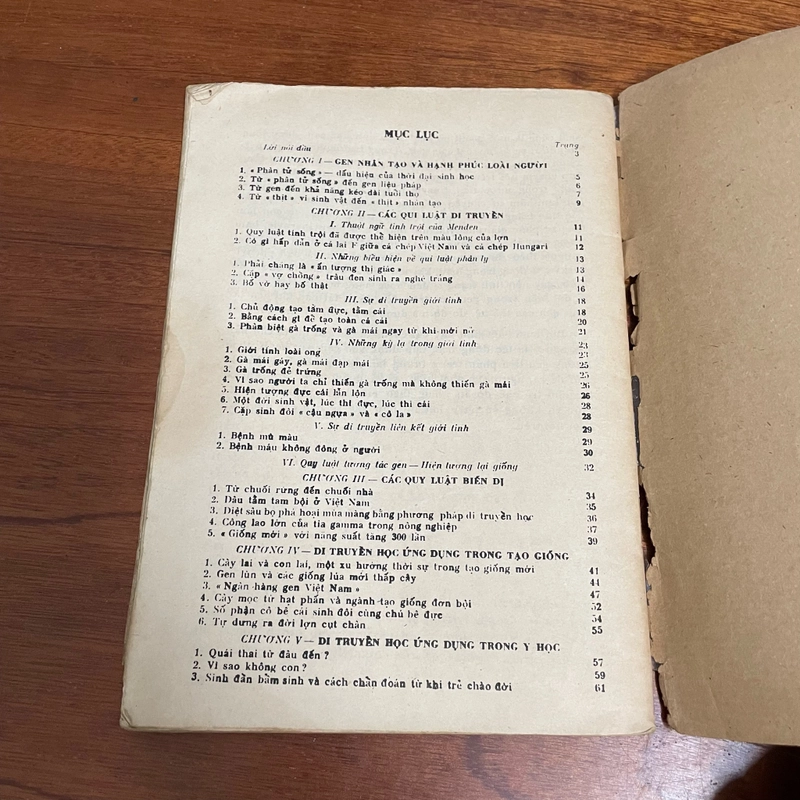 MỤC LỤC
Lời nói đầu Trang
3
CHƯƠNG I — GEN NHÂN TẠO VÀ HẠNH PHÚC LOÀI NGƯỜI
1. «Phân tử sống» — dấu hiệu của thời đại sinh học 5
2. Từ «phân tử sống» đến gen liệu pháp 6
3. Từ gen đến khả năng kéo dài tuổi thọ 7
4. Từ «thịt» vi sinh vật đến «thịt» nhân tạo 9
CHƯƠNG II — CÁC QUI LUẬT DI TRUYỀN
I. Thuật ngữ tính trội của Menden 11
1. Quy luật tính trội đã được thể hiện trên màu lông của lợn 11
2. Có gì hấp dẫn ở cá lai F giữa cá chép Việt Nam và cá chép Hungari 12
II. Những biểu hiện về qui luật phân ly 13
1. Phải chăng là «ấn tượng thị giác» 13
2. Cặp «vợ chồng» trâu đen sinh ra nghé trắng 14
3. Bố vờ hay bố thật 16
III. Sự di truyền giới tính 18
1. Chủ động tạo tằm đực, tằm cái 18
2. Bằng cách gì để tạo toàn cá cái 20
3. Phân biệt gà trống và gà mái ngay từ khi mới nở 21
IV. Những kỳ lạ trong giới tính 23
1. Giới tính loài ong 23
2. Gà mái gáy, gà mái đạp mái 25
3. Gà trống đẻ trứng 25
4. Vì sao người ta chỉ thiến gà trống mà không thiến gà mái 26
5. Hiện tượng đực cái lẫn lộn 26
6. Một đời sinh vật, lúc thì đực, lúc thì cái 28
7. Cặp sinh đôi «cậu ngựa» và «cô la» 28
V. Sự di truyền liên kết giới tính 29
1. Bệnh mù màu 29
2. Bệnh máu không đông ở người 30
VI. Quy luật tương tác gen — Hiện tượng lại giống 32
CHƯƠNG III — CÁC QUY LUẬT BIẾN DỊ
1. Từ chuối rừng đến chuối nhà 34
2. Dâu tằm tam bội ở Việt Nam 35
3. Diệt sâu bọ phá hoại mùa màng bằng phương pháp di truyền học 36
4. Công lao lớn của tia gamma trong nông nghiệp 37
5. «Giống mới» với năng suất tăng 300 lần 39
CHƯƠNG IV — DI TRUYỀN HỌC ỨNG DỤNG TRONG TẠO GIỐNG
1. Cây lai và con lai, một xu hướng thời sự trong tạo giống mới 41
2. Gen lùn và các giống lúa mới thấp cây 44
3. «Ngân hàng gen Việt Nam» 47
4. Cây mọc từ hạt phấn và ngành tạo giống đơn bội 52
5. Số phận cô bê cái sinh đôi cùng chú bê đực 54
6. Tự dưng ra đời lợn cụt chân 55
CHƯƠNG V — DI TRUYỀN HỌC ỨNG DỤNG TRONG Y HỌC
1. Quái thai từ đâu đến? 57
2. Vì sao không con? 59
3. Sinh đần bẩm sinh và cách chẩn đoán từ khi trẻ chào đời 61